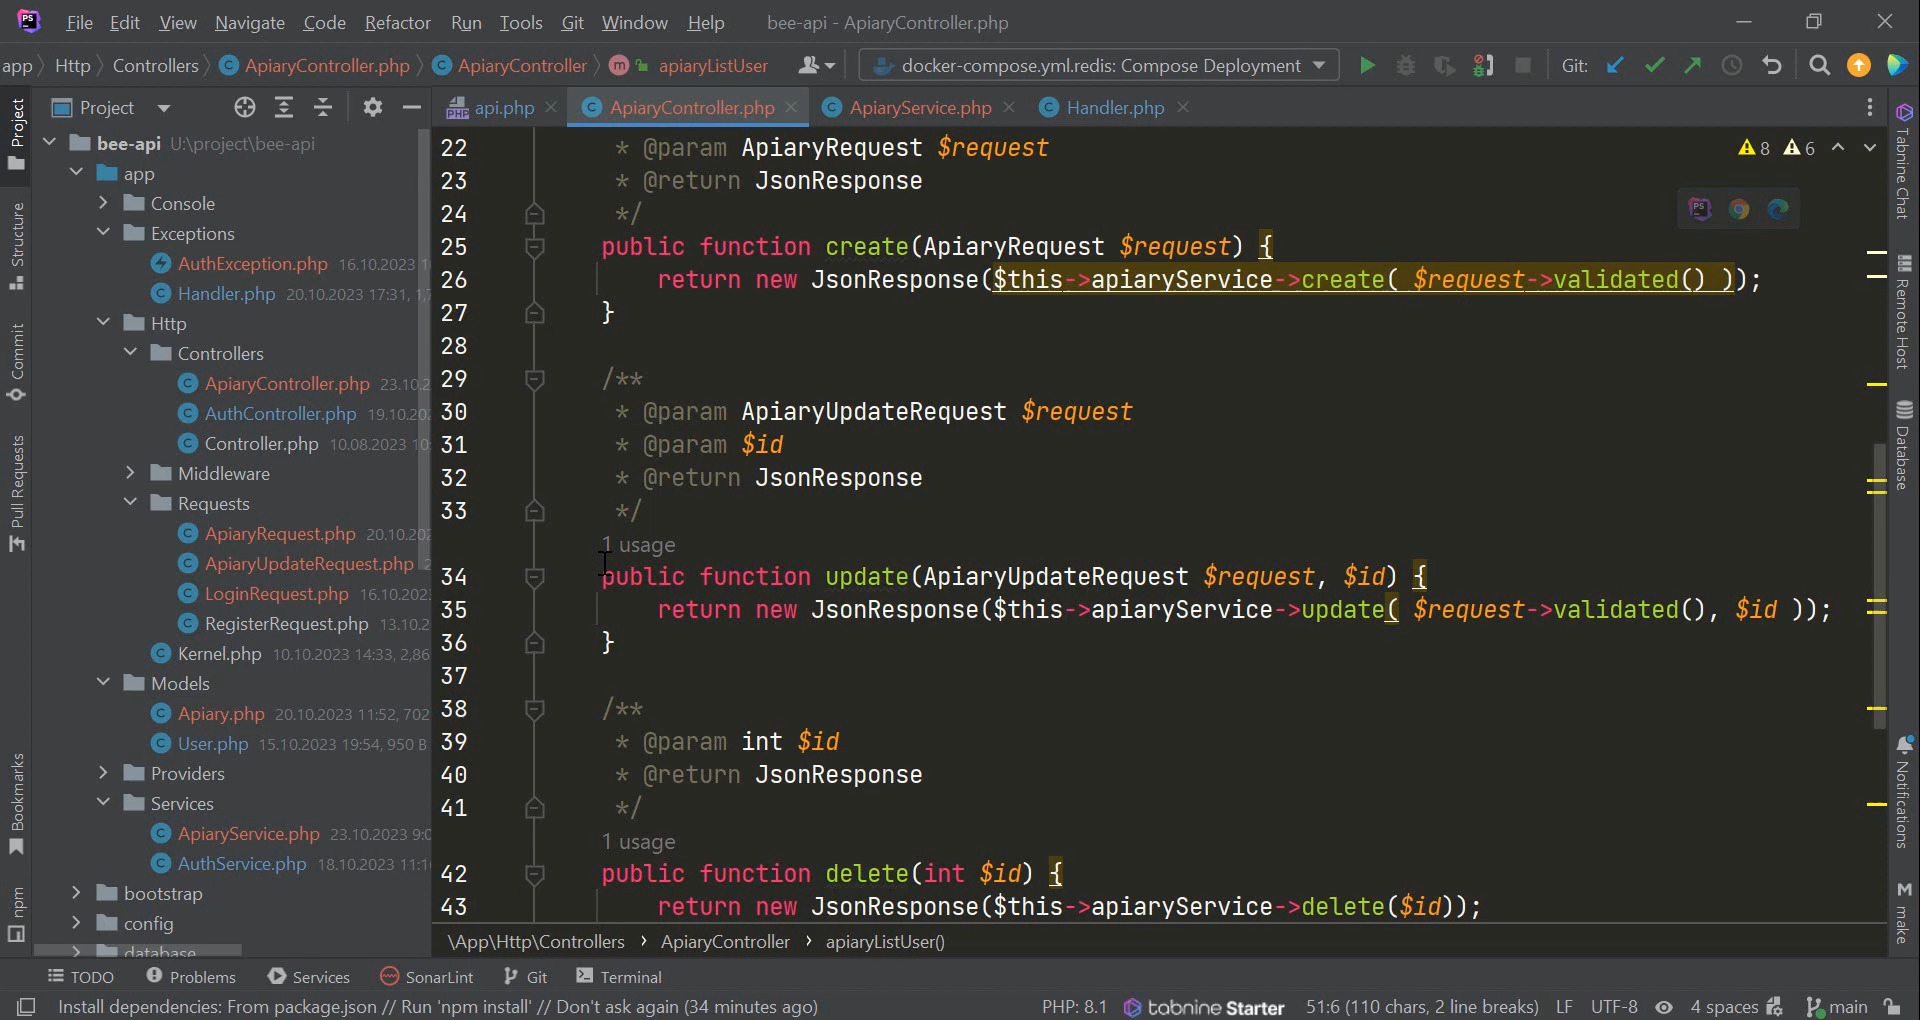 File Edit View Navigate Code Refactor Run Tools Git Window Help bee-api - ApiaryController.php
app Http Controllers ApiaryController.php ApiaryController apiaryListUser docker-compose.yml.redis: Compose Deployment Git:
Project
api.php ApiaryController.php ApiaryService.php Handler.php
bee-api U:\project\bee-api
app
Console
Exceptions
AuthException.php 16.10.2023
Handler.php 20.10.2023 17:31,
Http
Controllers
ApiaryController.php 23.10.2
AuthController.php 19.10.20
Controller.php 10.08.2023 10
Middleware
Requests
ApiaryRequest.php 20.10.20
ApiaryUpdateRequest.php
LoginRequest.php 16.10.202
RegisterRequest.php 13.10.2
Kernel.php 10.10.2023 14:33, 2,86
Models
Apiary.php 20.10.2023 11:52, 702
User.php 15.10.2023 19:54, 950 B
Providers
Services
ApiaryService.php 23.10.2023 9:0
AuthService.php 18.10.2023 11:1
bootstrap
config
database
22 * @param ApiaryRequest $request
23 * @return JsonResponse
24 */
25 public function create(ApiaryRequest $request) {
26 return new JsonResponse($this->apiaryService->create( $request->validated() ));
27 }
28
29 /**
30 * @param ApiaryUpdateRequest $request
31 * @param $id
32 * @return JsonResponse
33 */
1 usage
34 public function update(ApiaryUpdateRequest $request, $id) {
35 return new JsonResponse($this->apiaryService->update( $request->validated(), $id ));
36 }
37
38 /**
39 * @param int $id
40 * @return JsonResponse
41 */
1 usage
42 public function delete(int $id) {
43 return new JsonResponse($this->apiaryService->delete($id));
8 6
\App\Http\Controllers › ApiaryController › apiaryListUser()
Project
Structure
Commit
Pull Requests
Bookmarks
npm
Tabnine Chat
Remote Host
Database
Notifications
make
TODO Problems Services SonarLint Git Terminal
Install dependencies: From package.json // Run 'npm install' // Don't ask again (34 minutes ago) PHP: 8.1 tabnine Starter 51:6 (110 chars, 2 line breaks) LF UTF-8 4 spaces main